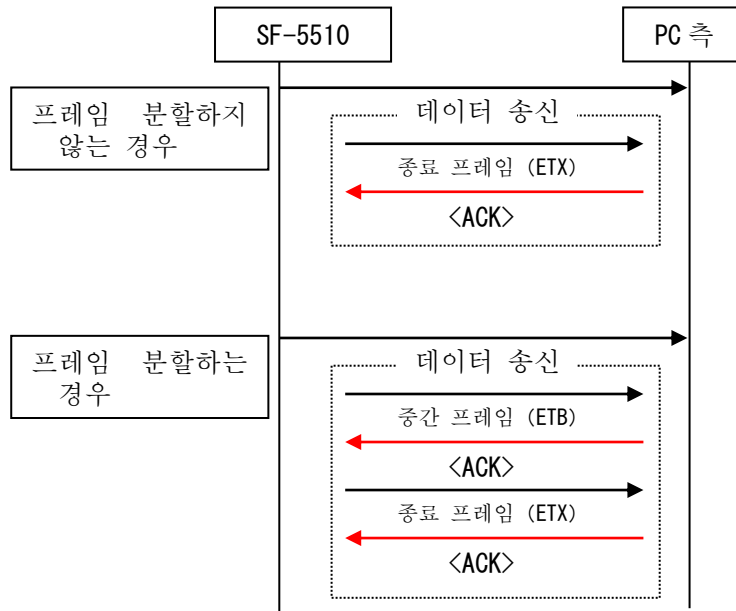 SF-5510
PC 측
프레임 분할하지
않는 경우
데이터 송신
종료 프레임 (ETX)
<ACK>
프레임 분할하는
경우
데이터 송신
중간 프레임 (ETB)
<ACK>
종료 프레임 (ETX)
<ACK>